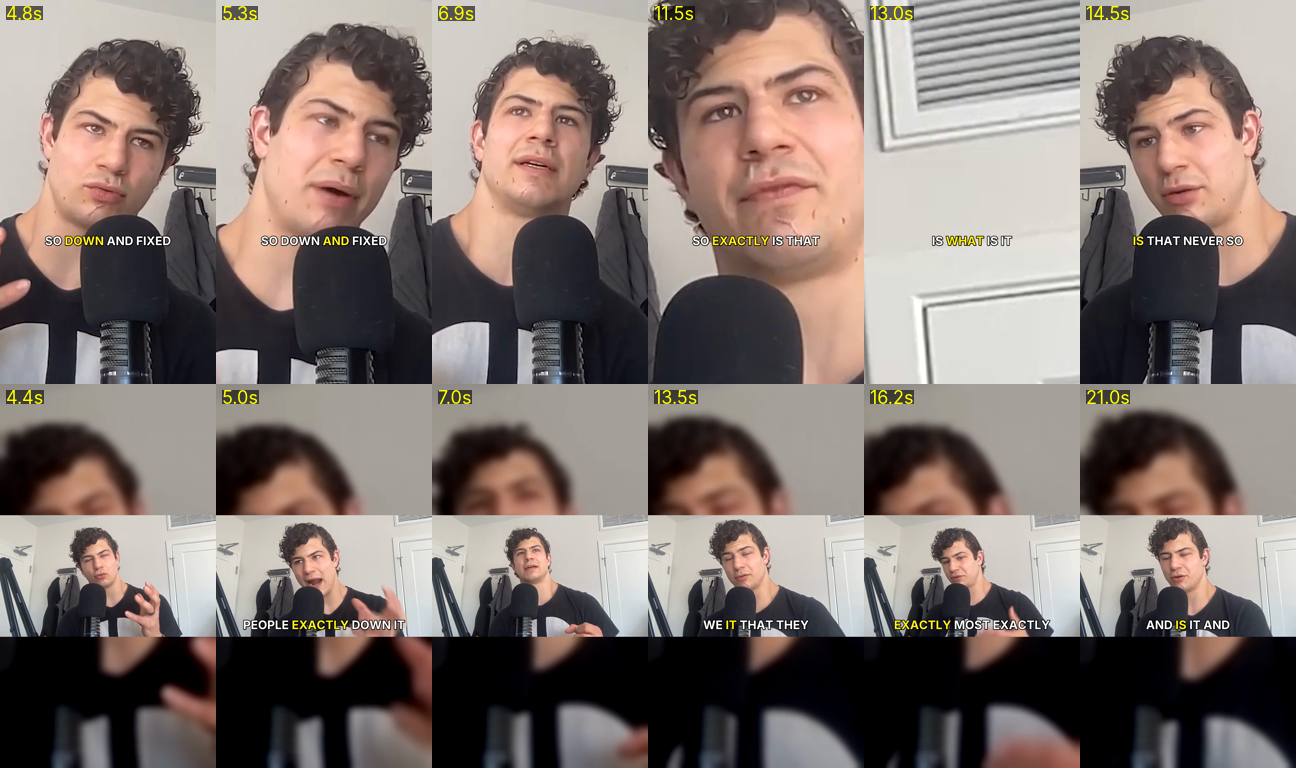 4.8s
5.3s
6.9s
11.5s
13.0s
14.5s
SO DOWN AND FIXED
SO DOWN AND FIXED
SO EXACTLY IS THAT
IS WHAT IS IT
IS THAT NEVER SO
4.4s
5.0s
7.0s
13.5s
16.2s
21.0s
PEOPLE EXACTLY DOWN IT
WE IT THAT THEY
EXACTLY MOST EXACTLY
AND IS IT AND